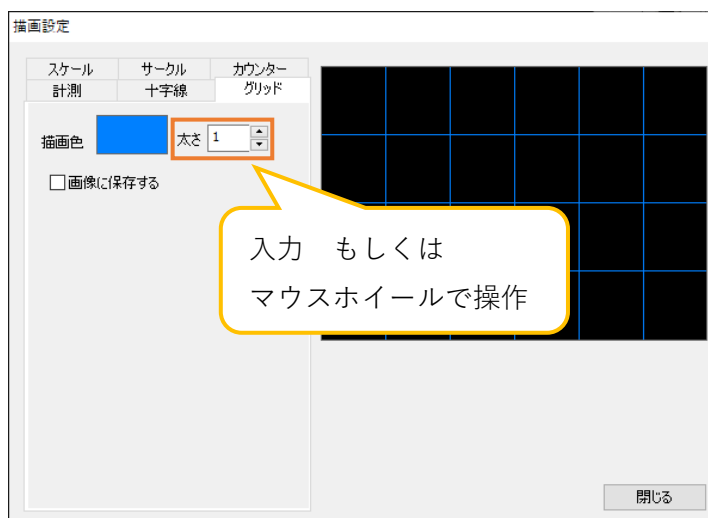 描画設定
スケール サークル カウンター
計測 十字線 グリッド
描画色 太さ 1
画像に保存する
入力　もしくは
マウスホイールで操作
閉じる